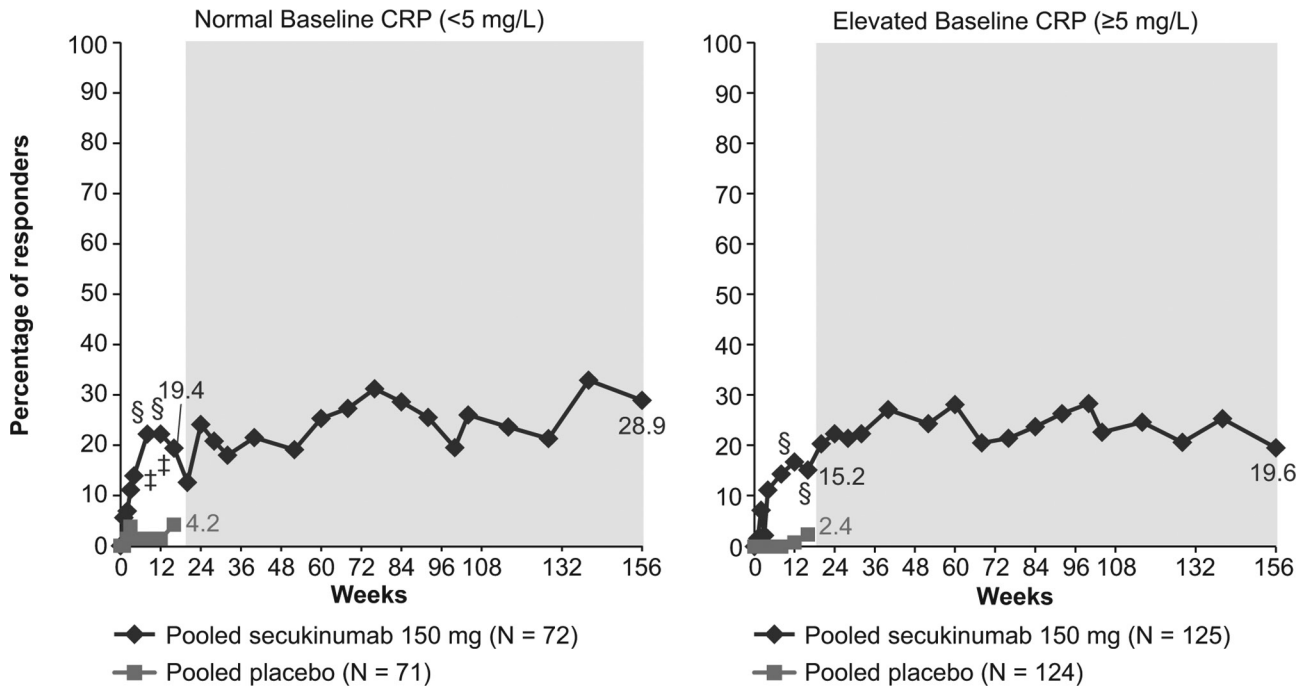 Normal Baseline CRP (<5 mg/L)
Percentage of responders
100
90
80
70
60
50
40
30
20
10
0
§ § 19.4
‡ ‡
4.2
28.9
0 12 24 36 48 60 72 84 96 108 132 156
Weeks
Pooled secukinumab 150 mg (N = 72)
Pooled placebo (N = 71)
Elevated Baseline CRP (≥5 mg/L)
100
90
80
70
60
50
40
30
20
10
0
§
§
15.2
2.4
19.6
0 12 24 36 48 60 72 84 96 108 132 156
Weeks
Pooled secukinumab 150 mg (N = 125)
Pooled placebo (N = 124)